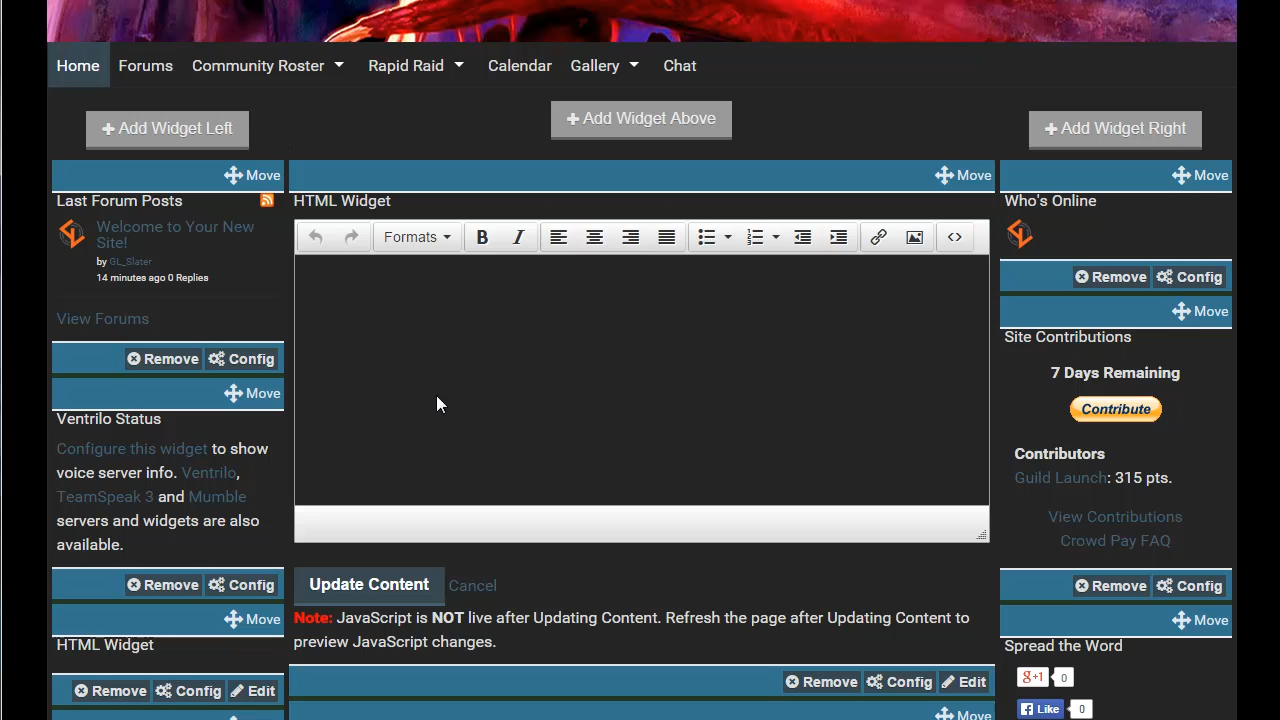 Home Forums Community Roster Rapid Raid Calendar Gallery Chat
Add Widget Left
Add Widget Above
Add Widget Right
Move
Last Forum Posts
Welcome to Your New
Site!
by GL_Slater
14 minutes ago 0 Replies
View Forums
Remove Config
Move
Ventrilo Status
Configure this widget to show
voice server info. Ventrilo,
TeamSpeak 3 and Mumble
servers and widgets are also
available.
Remove Config
Move
HTML Widget
Remove Config Edit
Move
HTML Widget
Formats B I
Update Content Cancel
Note: JavaScript is NOT live after Updating Content. Refresh the page after Updating Content to
preview JavaScript changes.
Remove Config Edit
Move
Move
Who's Online
Remove Config
Move
Site Contributions
7 Days Remaining
Contribute
Contributors
Guild Launch: 315 pts.
View Contributions
Crowd Pay FAQ
Remove Config
Move
Spread the Word
g+1 0
Like 0